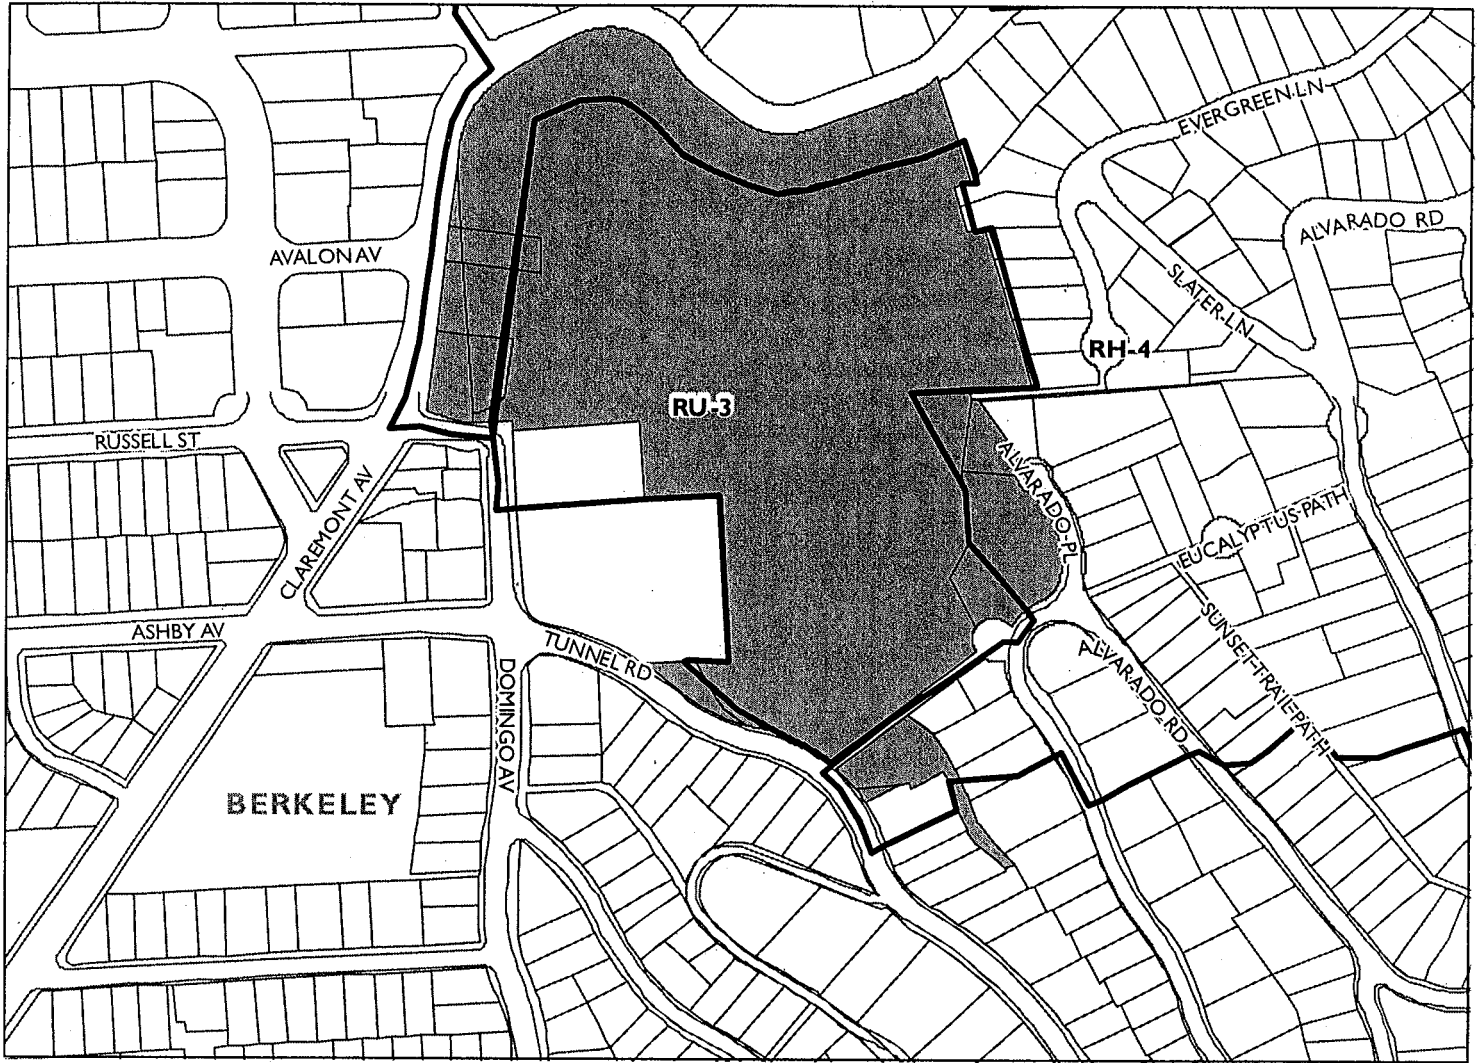 EVERGREEN LN
ALVARADO RD
AVALON AV
SLATER LN
RH-4
RU-3
RUSSELL ST
ALVARADO PL
CLAREMONT AV
EUCALYPTUS PATH
ASHBY AV
TUNNEL RD
SUNSET TRAIL PATH
ALVARADO RD
DOMINGO AV
BERKELEY